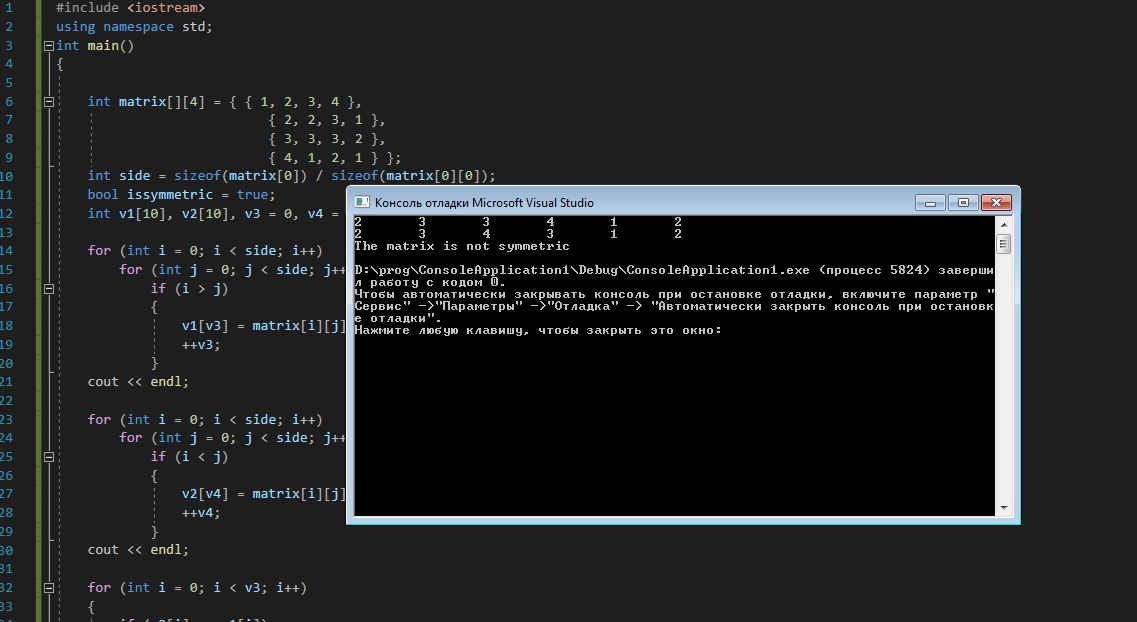 1 #include <iostream>
2 using namespace std;
3 int main()
4 {
5
6 int matrix[][4] = { { 1, 2, 3, 4 },
7 { 2, 2, 3, 1 },
8 { 3, 3, 3, 2 },
9 { 4, 1, 2, 1 } };
10 int side = sizeof(matrix[0]) / sizeof(matrix[0][0]);
11 bool issymmetric = true;
12 int v1[10], v2[10], v3 = 0, v4 =
13
14 for (int i = 0; i < side; i++)
15 for (int j = 0; j < side; j++
16 if (i > j)
17 {
18 v1[v3] = matrix[i][j]
19 ++v3;
20 }
21 cout << endl;
22
23 for (int i = 0; i < side; i++)
24 for (int j = 0; j < side; j++
25 if (i < j)
26 {
27 v2[v4] = matrix[i][j]
28 ++v4;
29 }
30 cout << endl;
31
32 for (int i = 0; i < v3; i++)
33 {
Консоль отладки Microsoft Visual Studio
2 3 3 4 1 2
2 3 4 3 1 2
The matrix is not symmetric
D:\prog\ConsoleApplication1\Debug\ConsoleApplication1.exe (процесс 5824) заверши
л работу с кодом 0.
Чтобы автоматически закрывать консоль при остановке отладки, включите параметр "
Сервис" ->"Параметры" ->"Отладка" -> "Автоматически закрыть консоль при остановк
е отладки".
Нажмите любую клавишу, чтобы закрыть это окно: